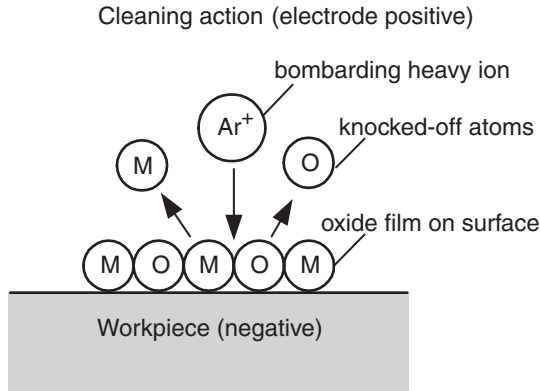 Cleaning action (electrode positive)
bombarding heavy ion
Ar+
knocked-off atoms
M
O
oxide film on surface
M O M O M
Workpiece (negative)